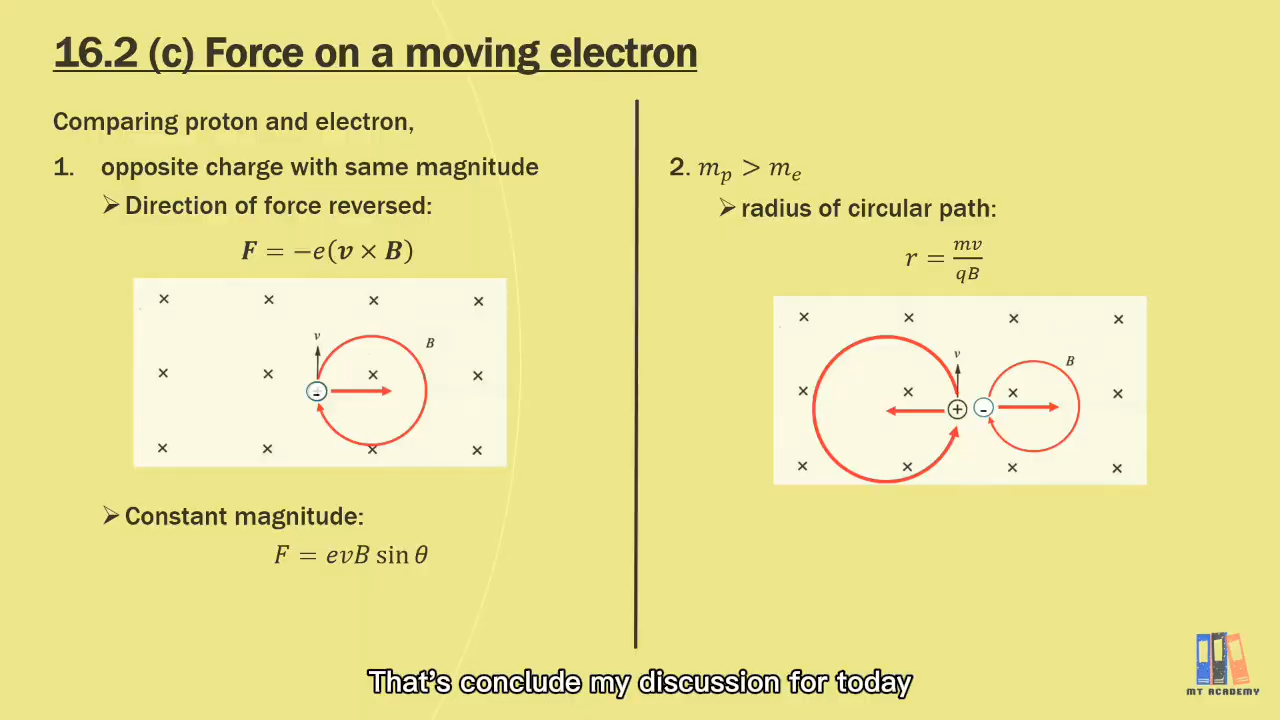 16.2 (c) Force on a moving electron
Comparing proton and electron,
1. opposite charge with same magnitude
➢ Direction of force reversed:
𝑭 = −𝑒(𝒗 × 𝑩)
× × × ×
v
B
× × ×
-
× × × ×
➢ Constant magnitude:
𝐹 = 𝑒𝑣𝐵 sin 𝜃
2. 𝑚ₚ > 𝑚ₑ
➢ radius of circular path:
𝑟 = 𝑚𝑣/𝑞𝐵
× × × ×
v
B
× × × ×
+ -
× × × ×
That's conclude my discussion for today
MT ACADEMY